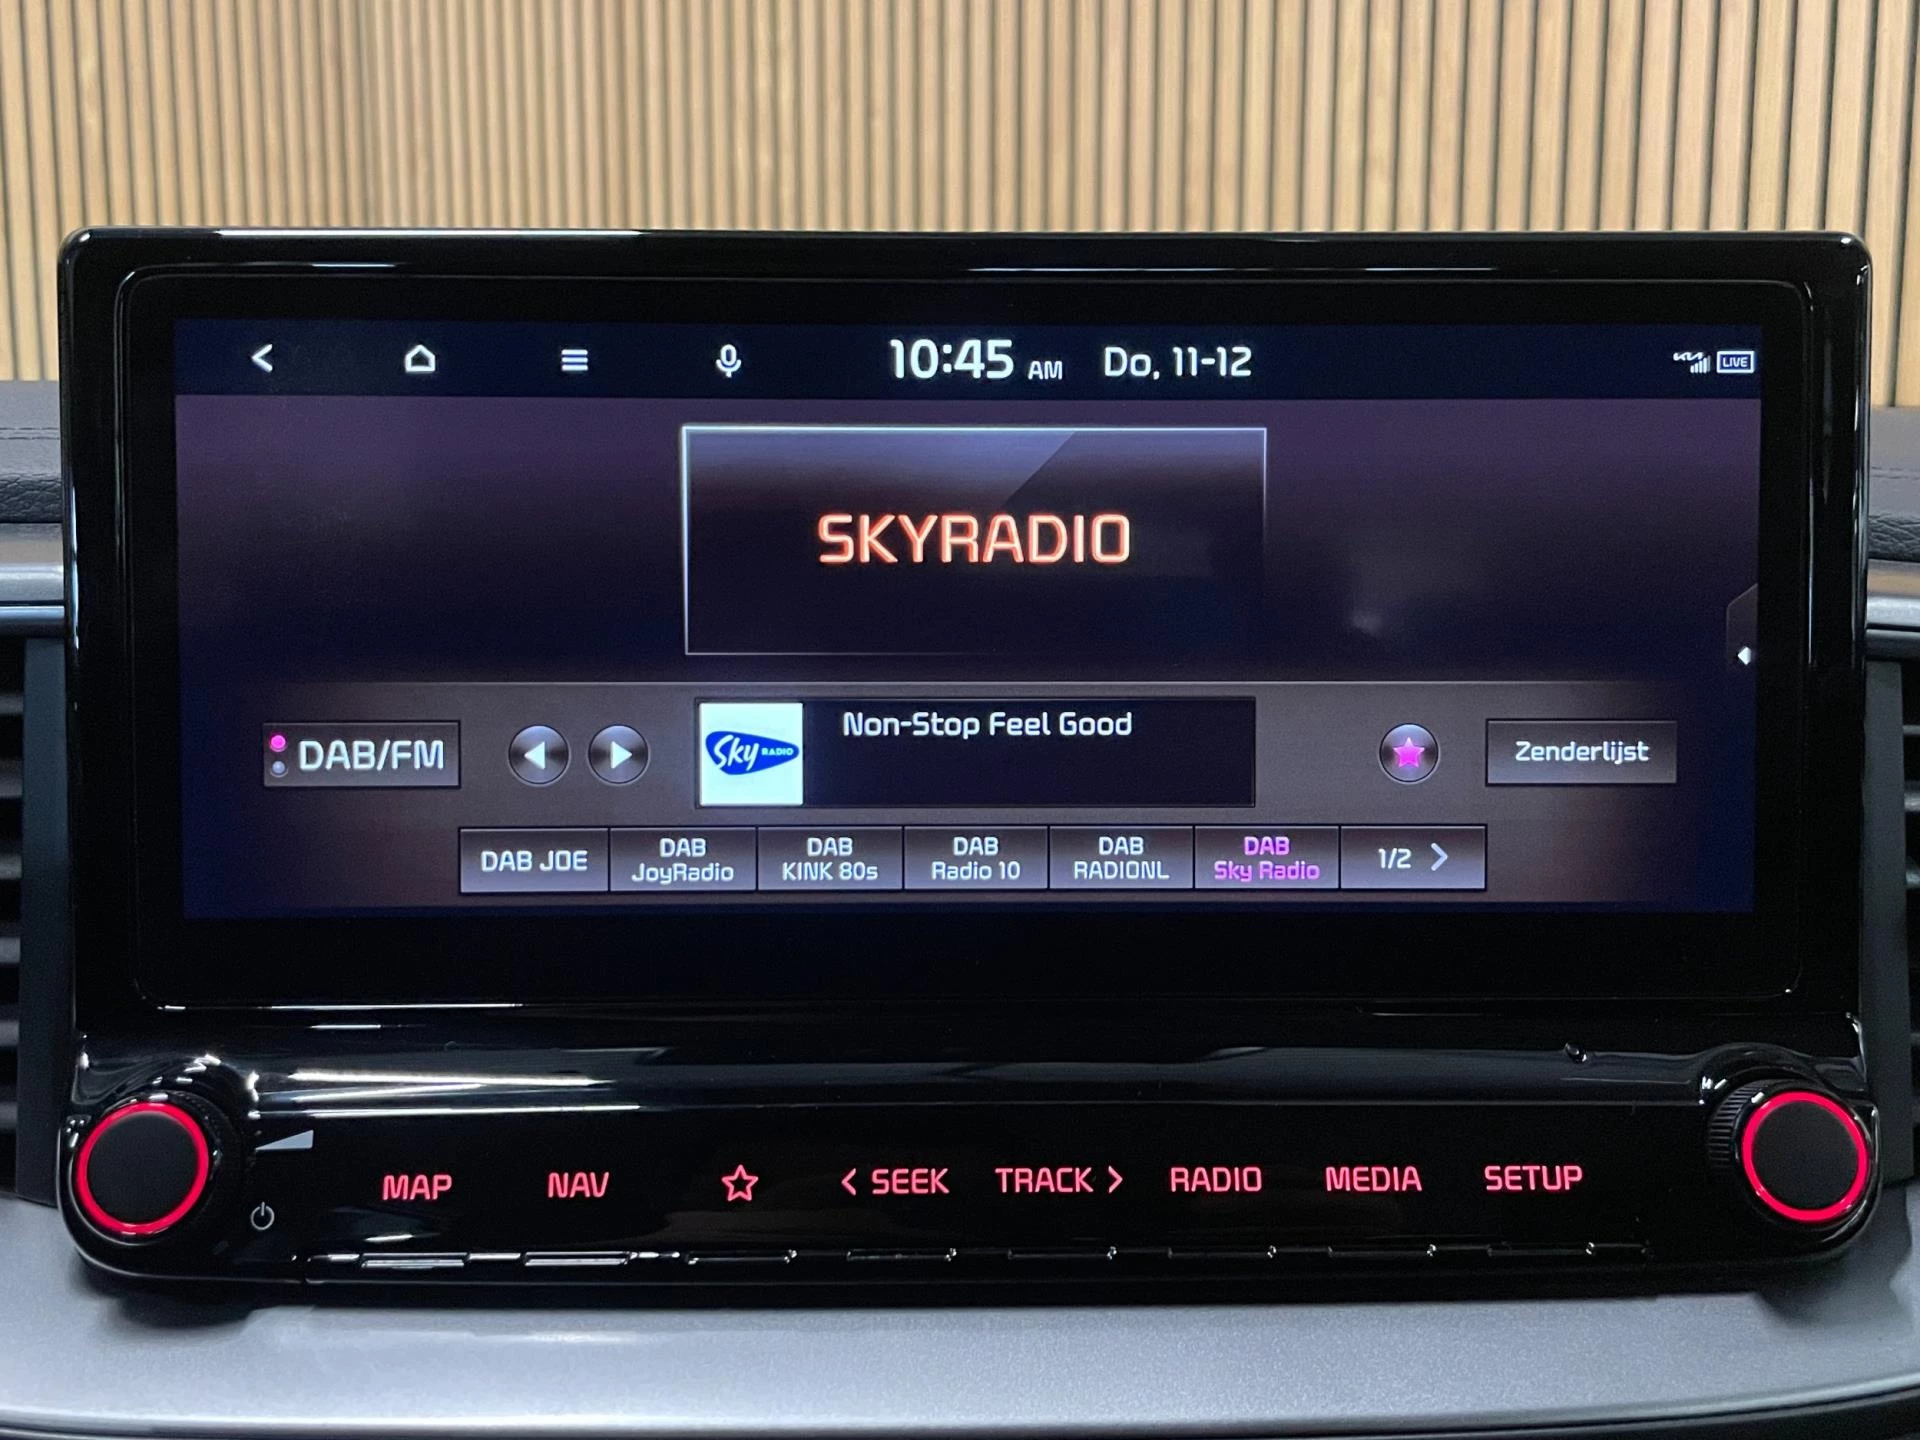 10:45 AM Do, 11-12
LIVE
SKYRADIO
DAB/FM
Sky RADIO
Non-Stop Feel Good
Zenderlijst
DAB JOE
DAB
JoyRadio
DAB
KINK 80s
DAB
Radio 10
DAB
RADIONL
DAB
Sky Radio
1/2
MAP NAV < SEEK TRACK > RADIO MEDIA SETUP